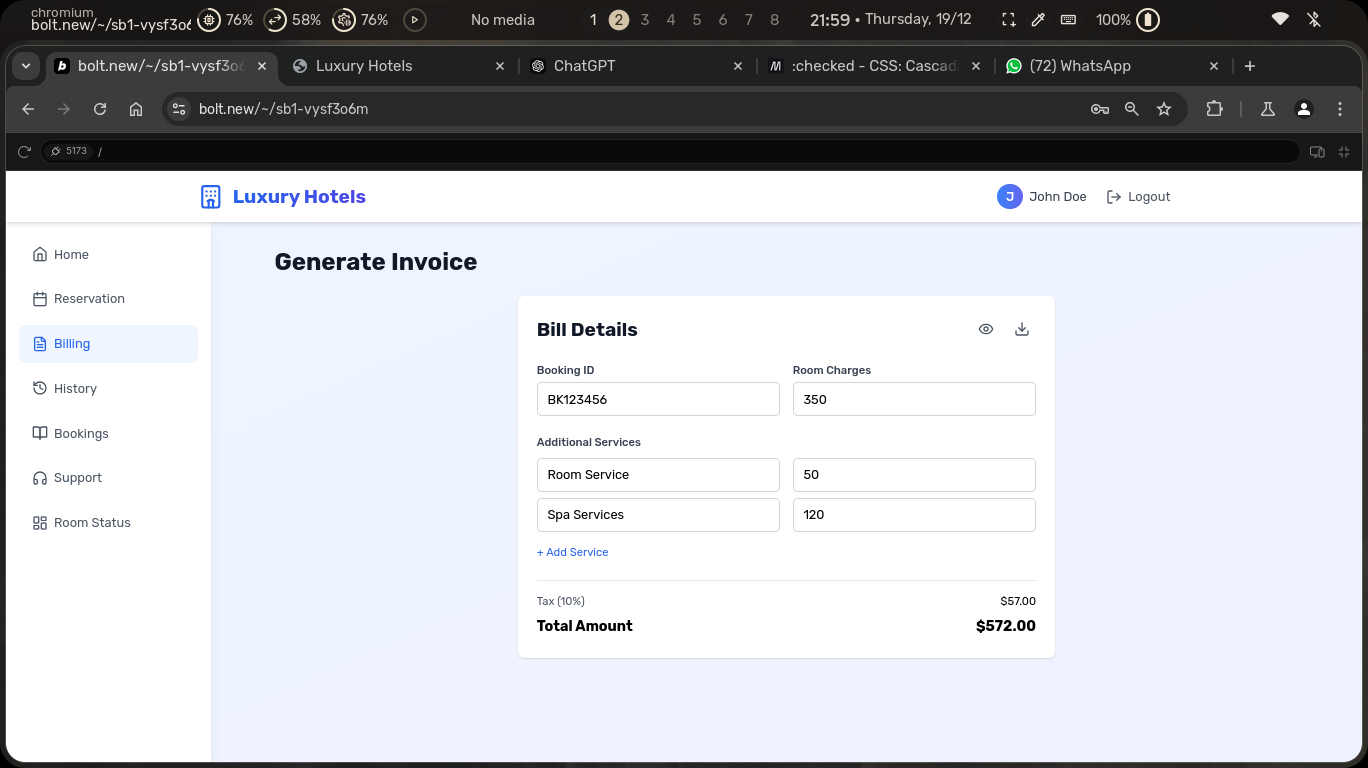 chromium
bolt.new/~/sb1-vysf3o6
76% 58% 76% No media 1 2 3 4 5 6 7 8 21:59 • Thursday, 19/12 100%
bolt.new/~/sb1-vysf3o6 Luxury Hotels ChatGPT :checked - CSS: Cascad (72) WhatsApp
bolt.new/~/sb1-vysf3o6m
5173 /
Luxury Hotels J John Doe Logout
Home
Reservation
Billing
History
Bookings
Support
Room Status
Generate Invoice
Bill Details
Booking ID Room Charges
BK123456 350
Additional Services
Room Service 50
Spa Services 120
+ Add Service
Tax (10%) $57.00
Total Amount $572.00